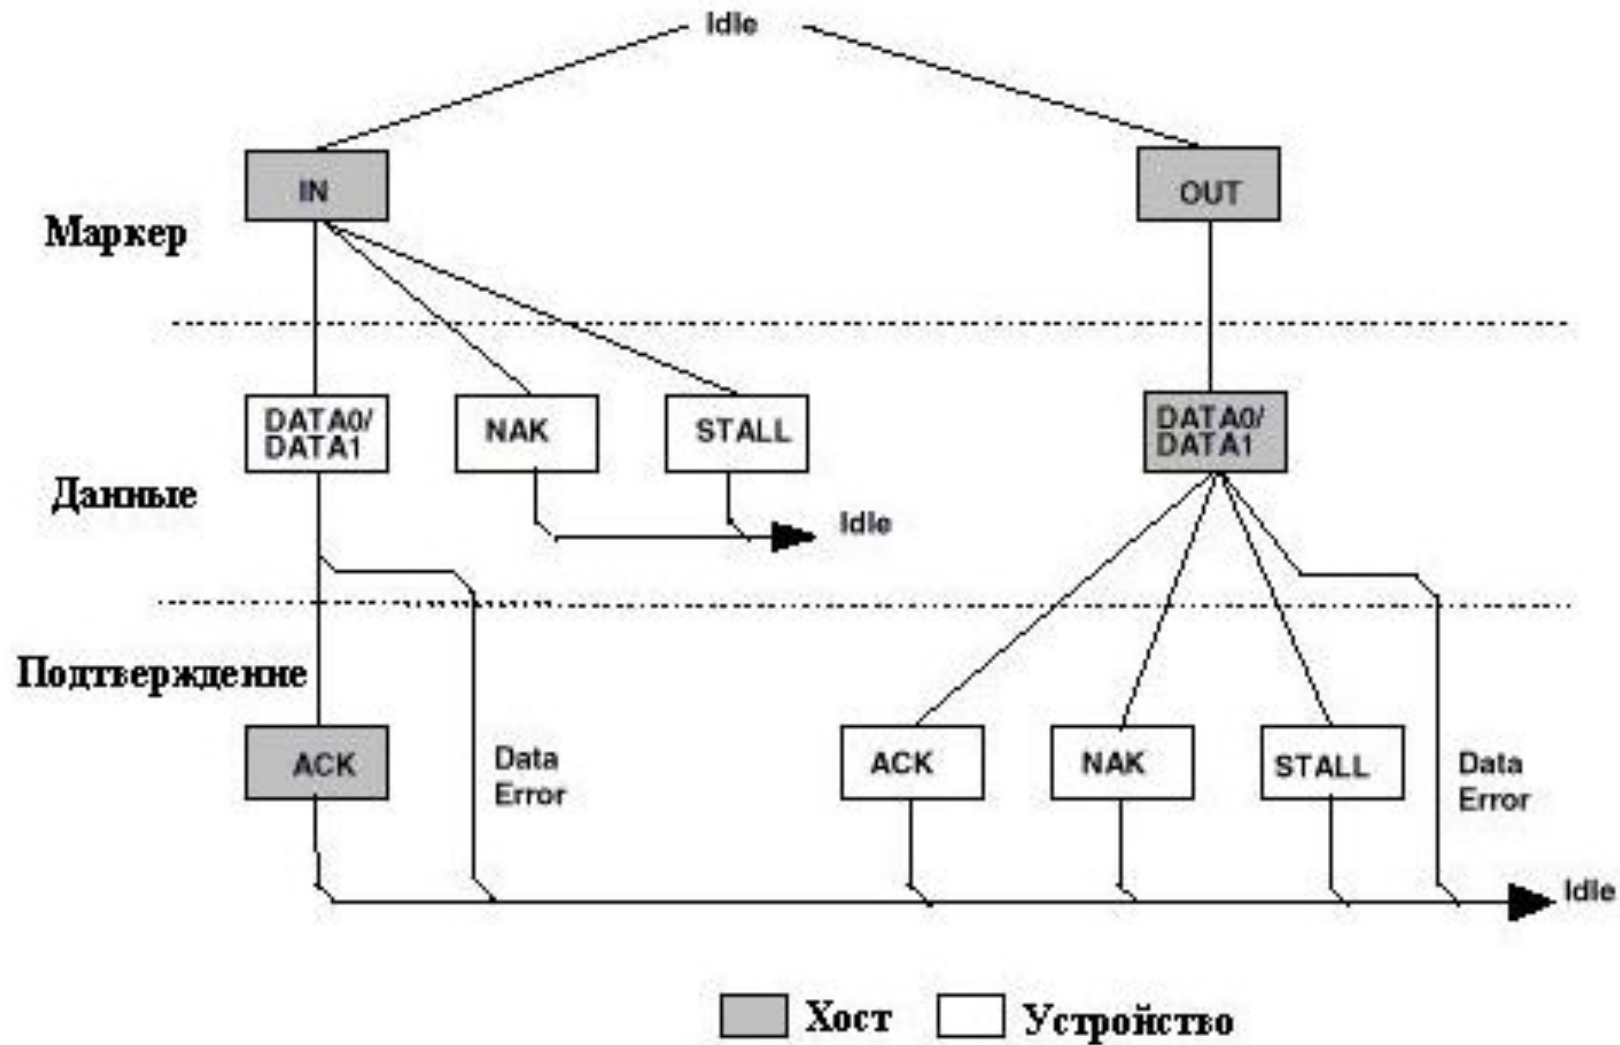 Idle
IN
OUT
Маркер
DATA0/
DATA1
NAK
STALL
DATA0/
DATA1
Данные
Idle
Подтверждение
ACK
Data
Error
ACK
NAK
STALL
Data
Error
Idle
Хост
Устройство